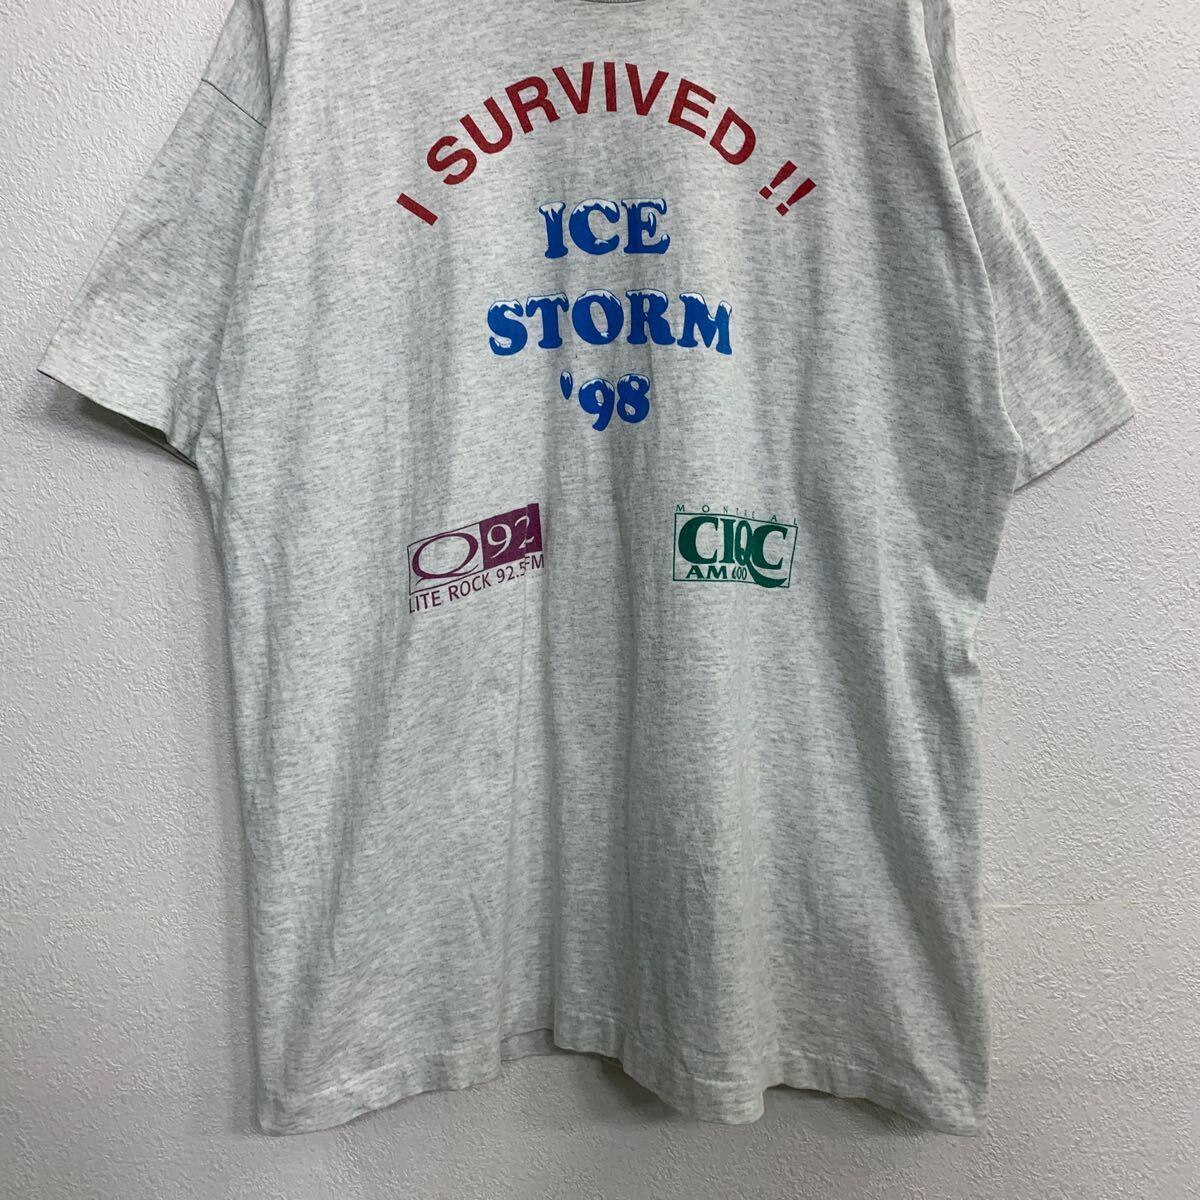 I SURVIVED !!
ICE
STORM
'98
Q92
LITE ROCK 92.5FM
MONTREAL
CIQC
AM 600